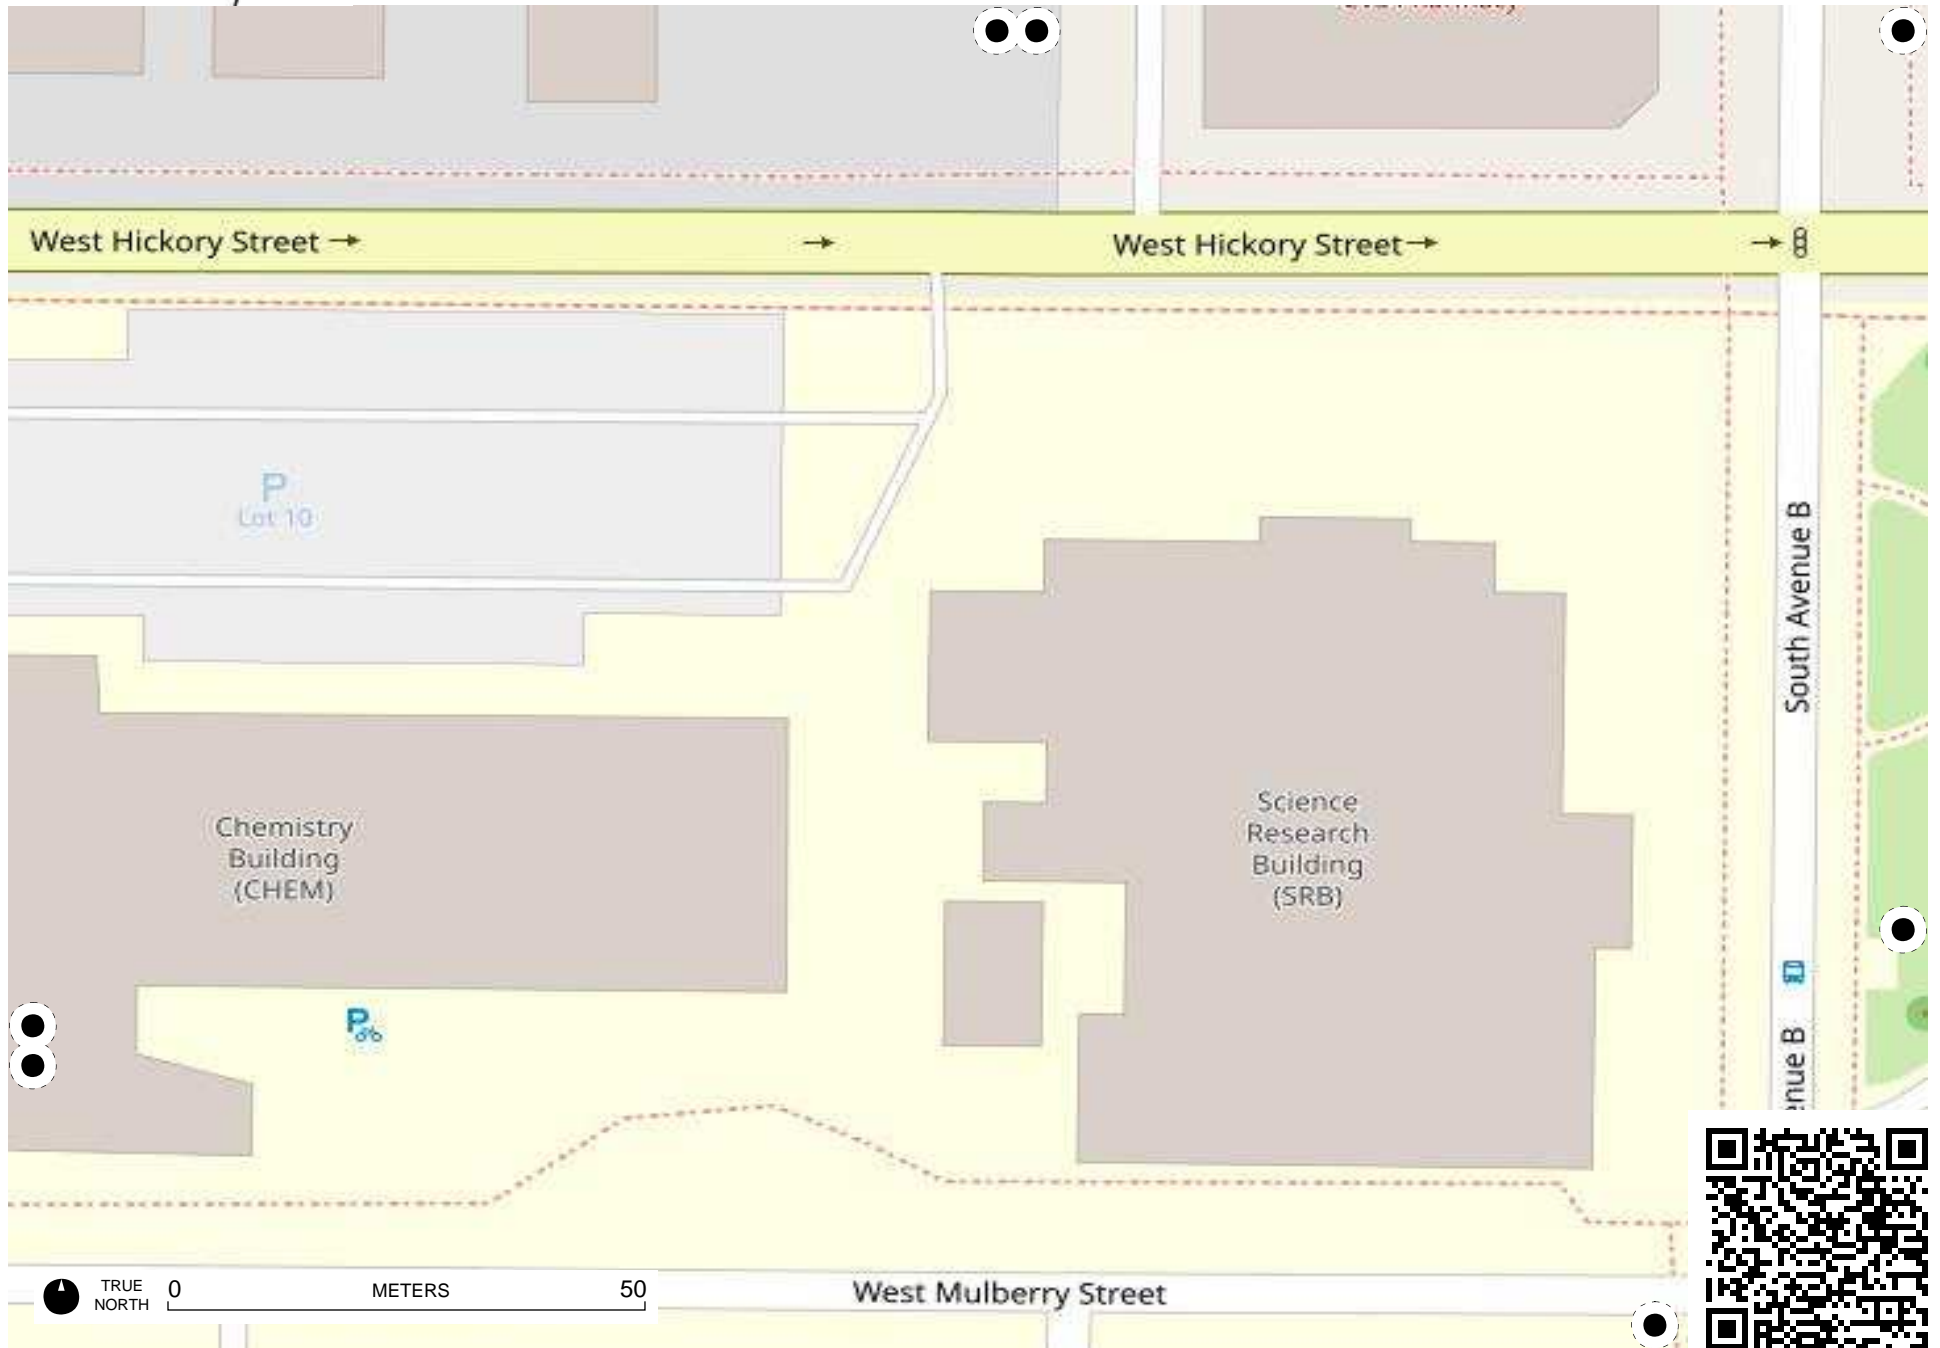 West Hickory Street
West Hickory Street
P
Lot 10
South Avenue B
Science
Research
Building
(SRB)
Chemistry
Building
(CHEM)
P
enue B
TRUE
NORTH
0
METERS
50
West Mulberry Street